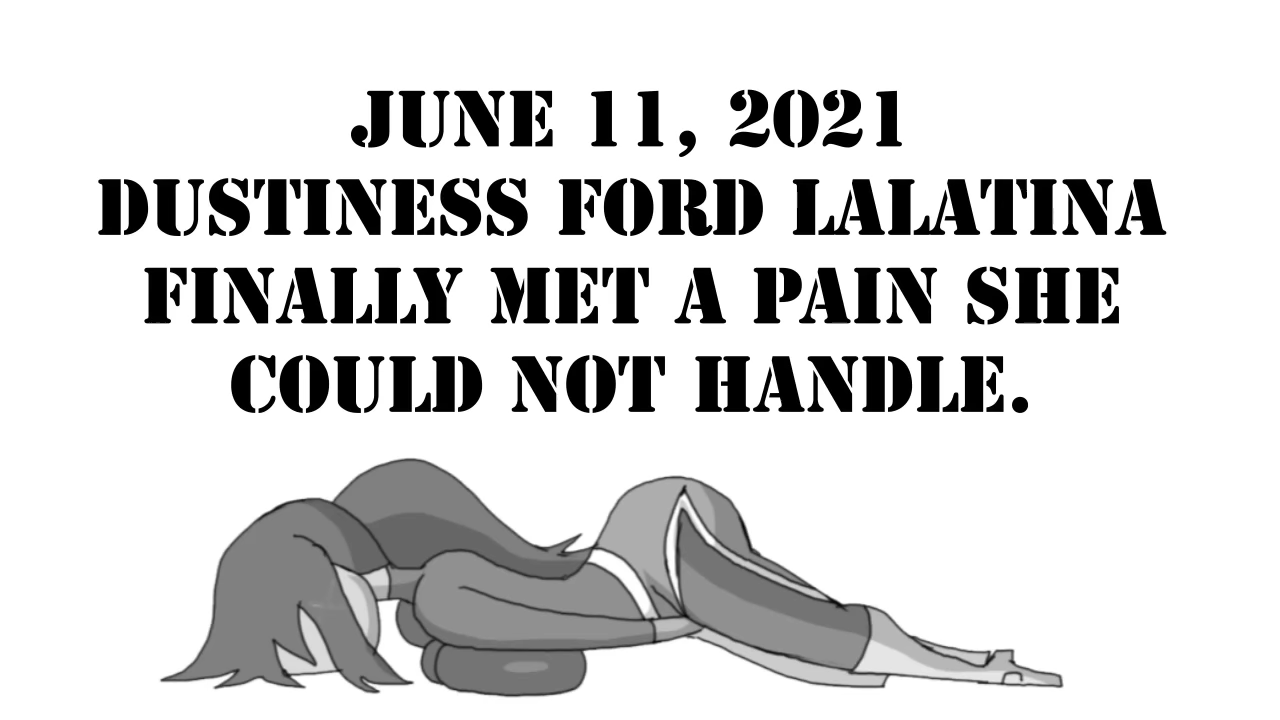 JUNE 11, 2021
DUSTINESS FORD LALATINA
FINALLY MET A PAIN SHE
COULD NOT HANDLE.